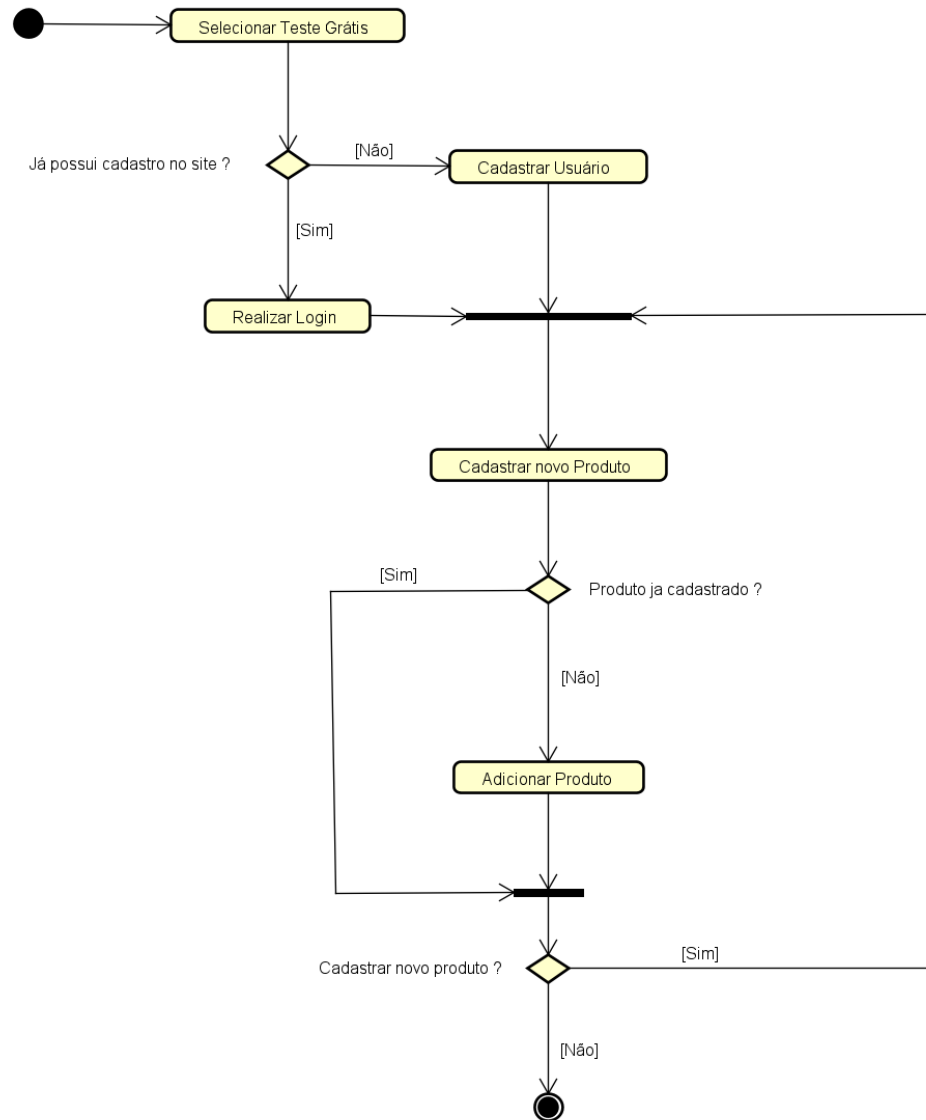 Selecionar Teste Grátis
Já possui cadastro no site ?
[Não]
Cadastrar Usuário
[Sim]
Realizar Login
Cadastrar novo Produto
[Sim]
Produto ja cadastrado ?
[Não]
Adicionar Produto
Cadastrar novo produto ?
[Sim]
[Não]